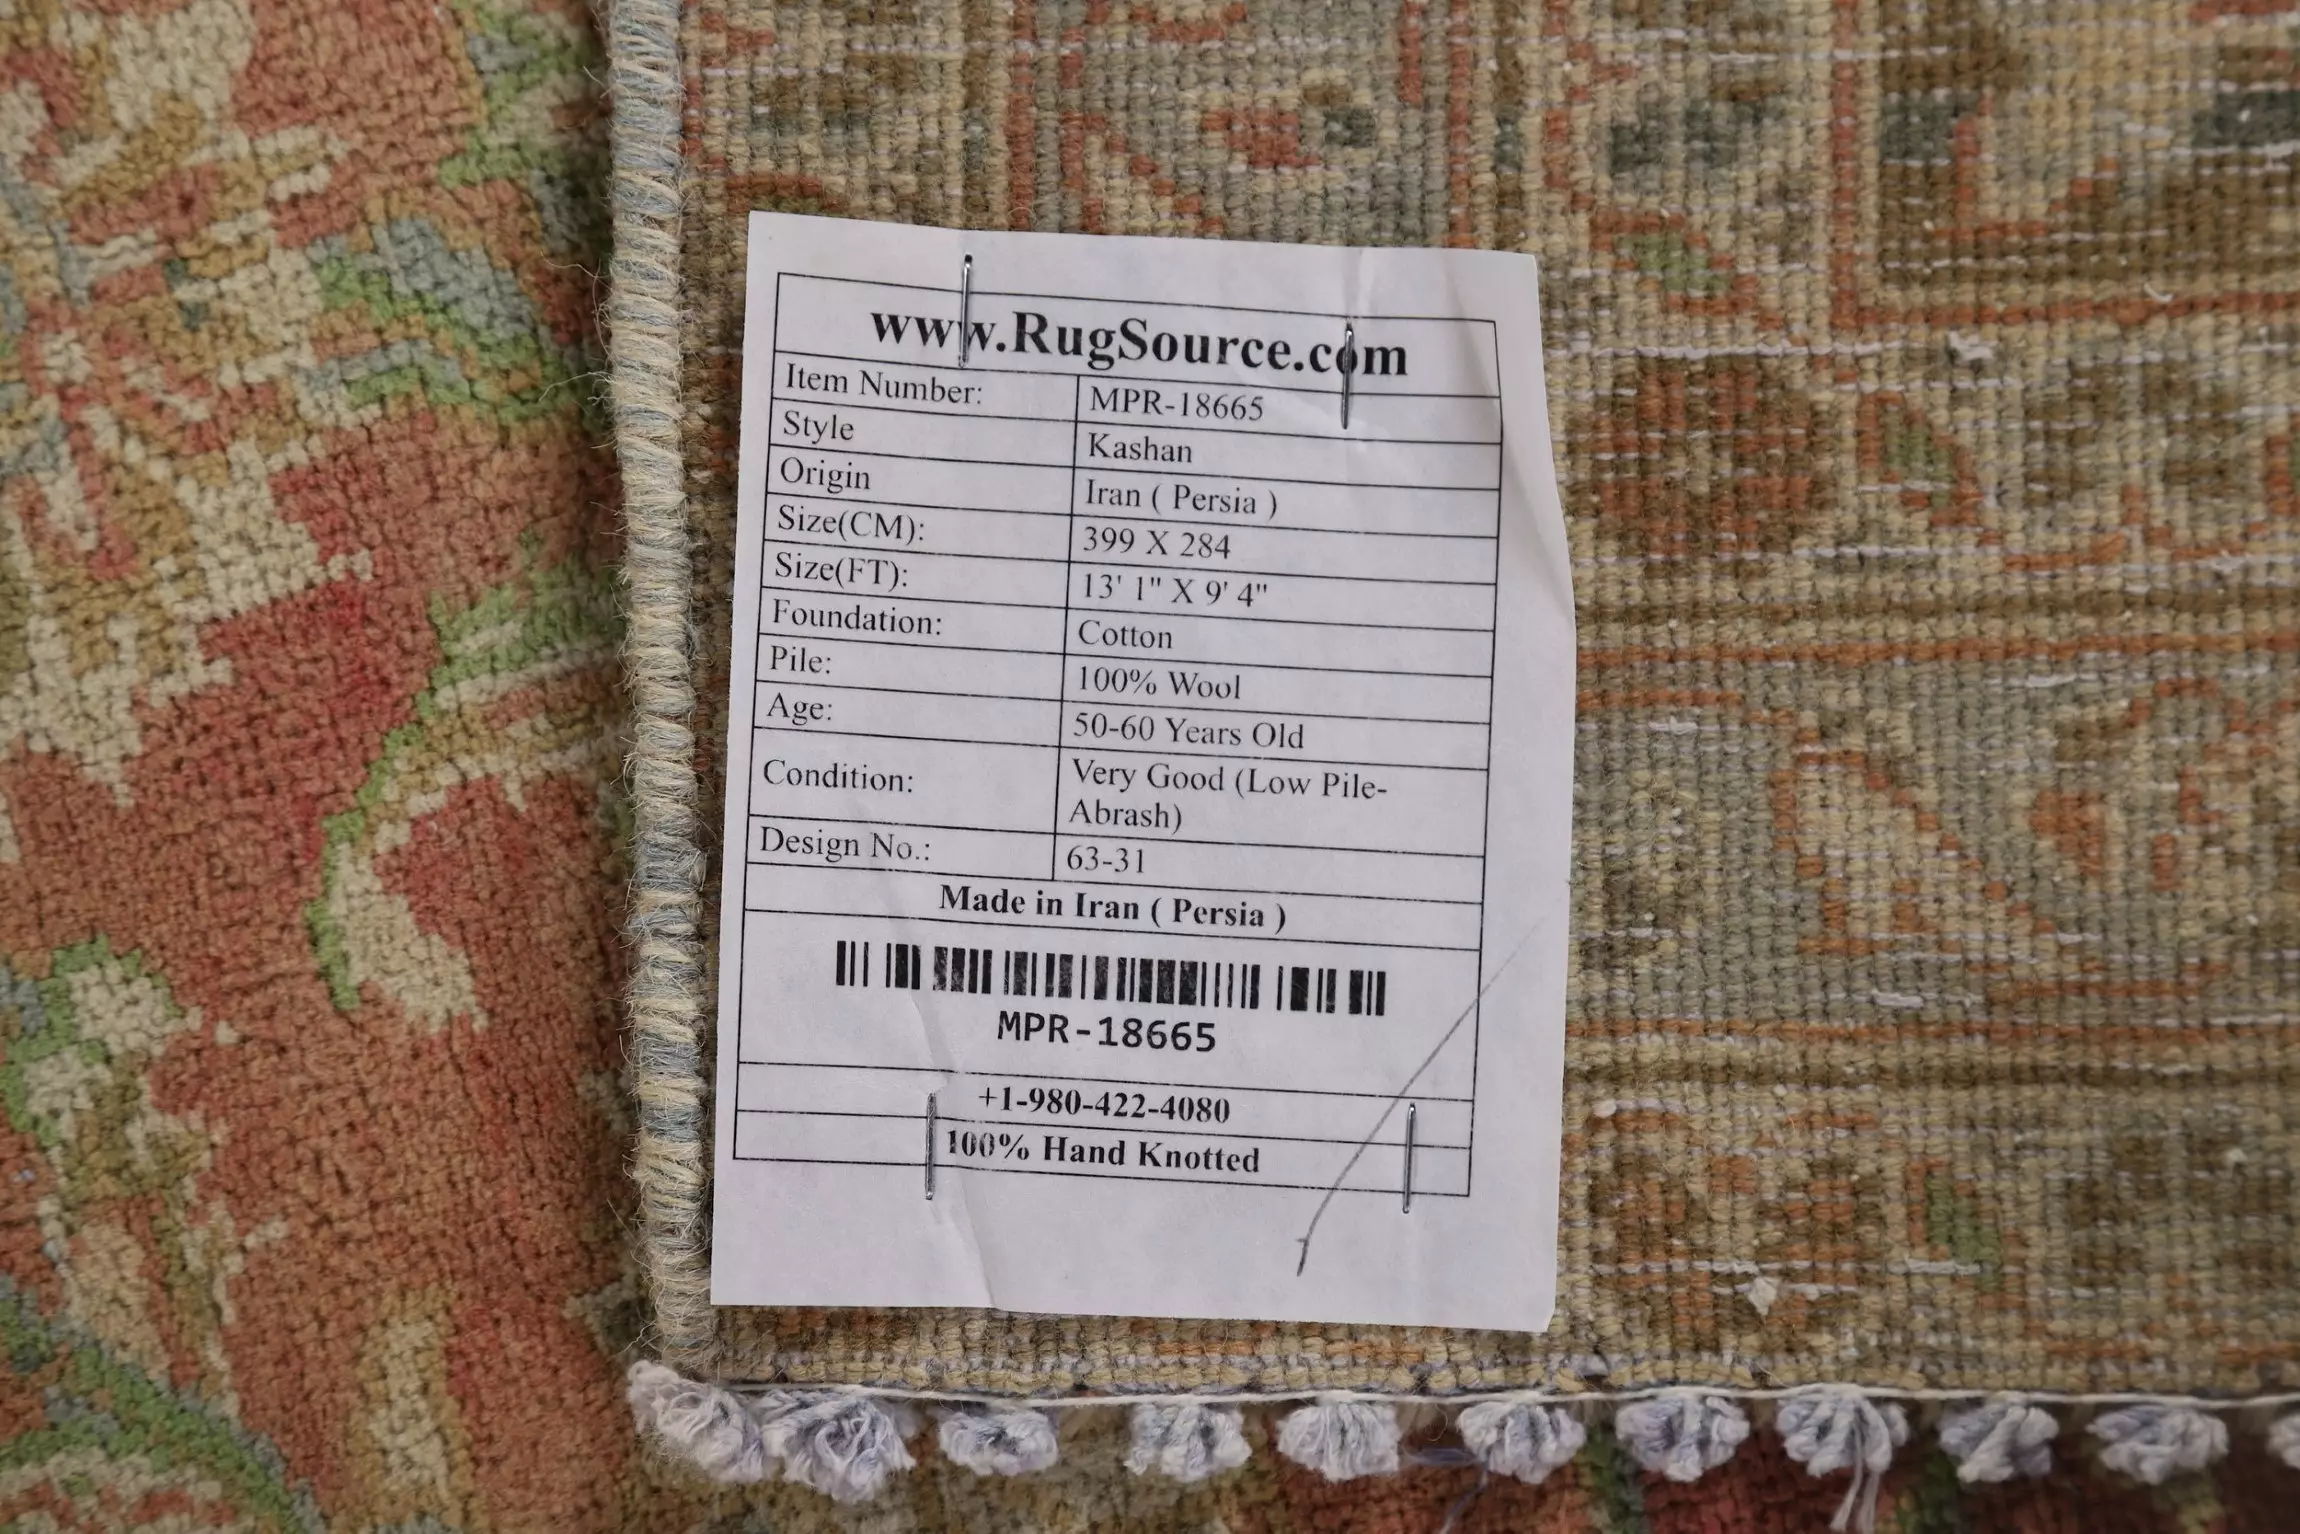 www.RugSource.com
Item Number: MPR-18665
Style Kashan
Origin Iran ( Persia )
Size(CM): 399 X 284
Size(FT): 13' 1" X 9' 4"
Foundation: Cotton
Pile: 100% Wool
Age: 50-60 Years Old
Condition: Very Good (Low Pile-
Abrash)
Design No.: 63-31
Made in Iran ( Persia )
MPR-18665
+1-980-422-4080
100% Hand Knotted